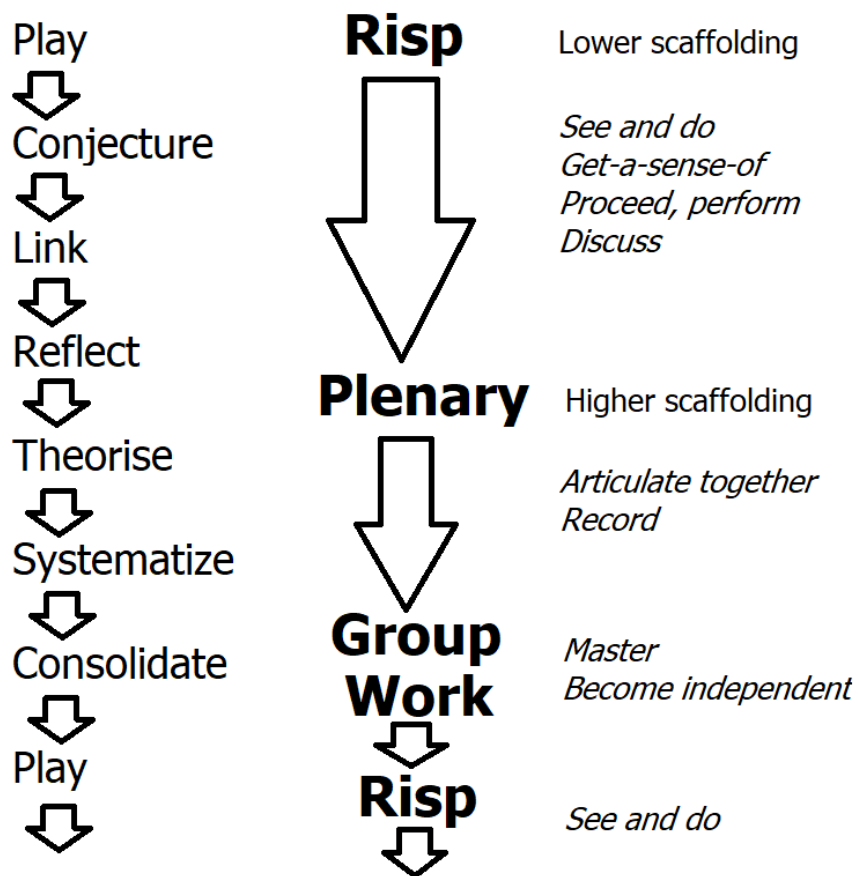 Play
Conjecture
Link
Reflect
Theorise
Systematize
Consolidate
Play
Risp
Plenary
Group
Work
Risp
Lower scaffolding
See and do
Get-a-sense-of
Proceed, perform
Discuss
Higher scaffolding
Articulate together
Record
Master
Become independent
See and do